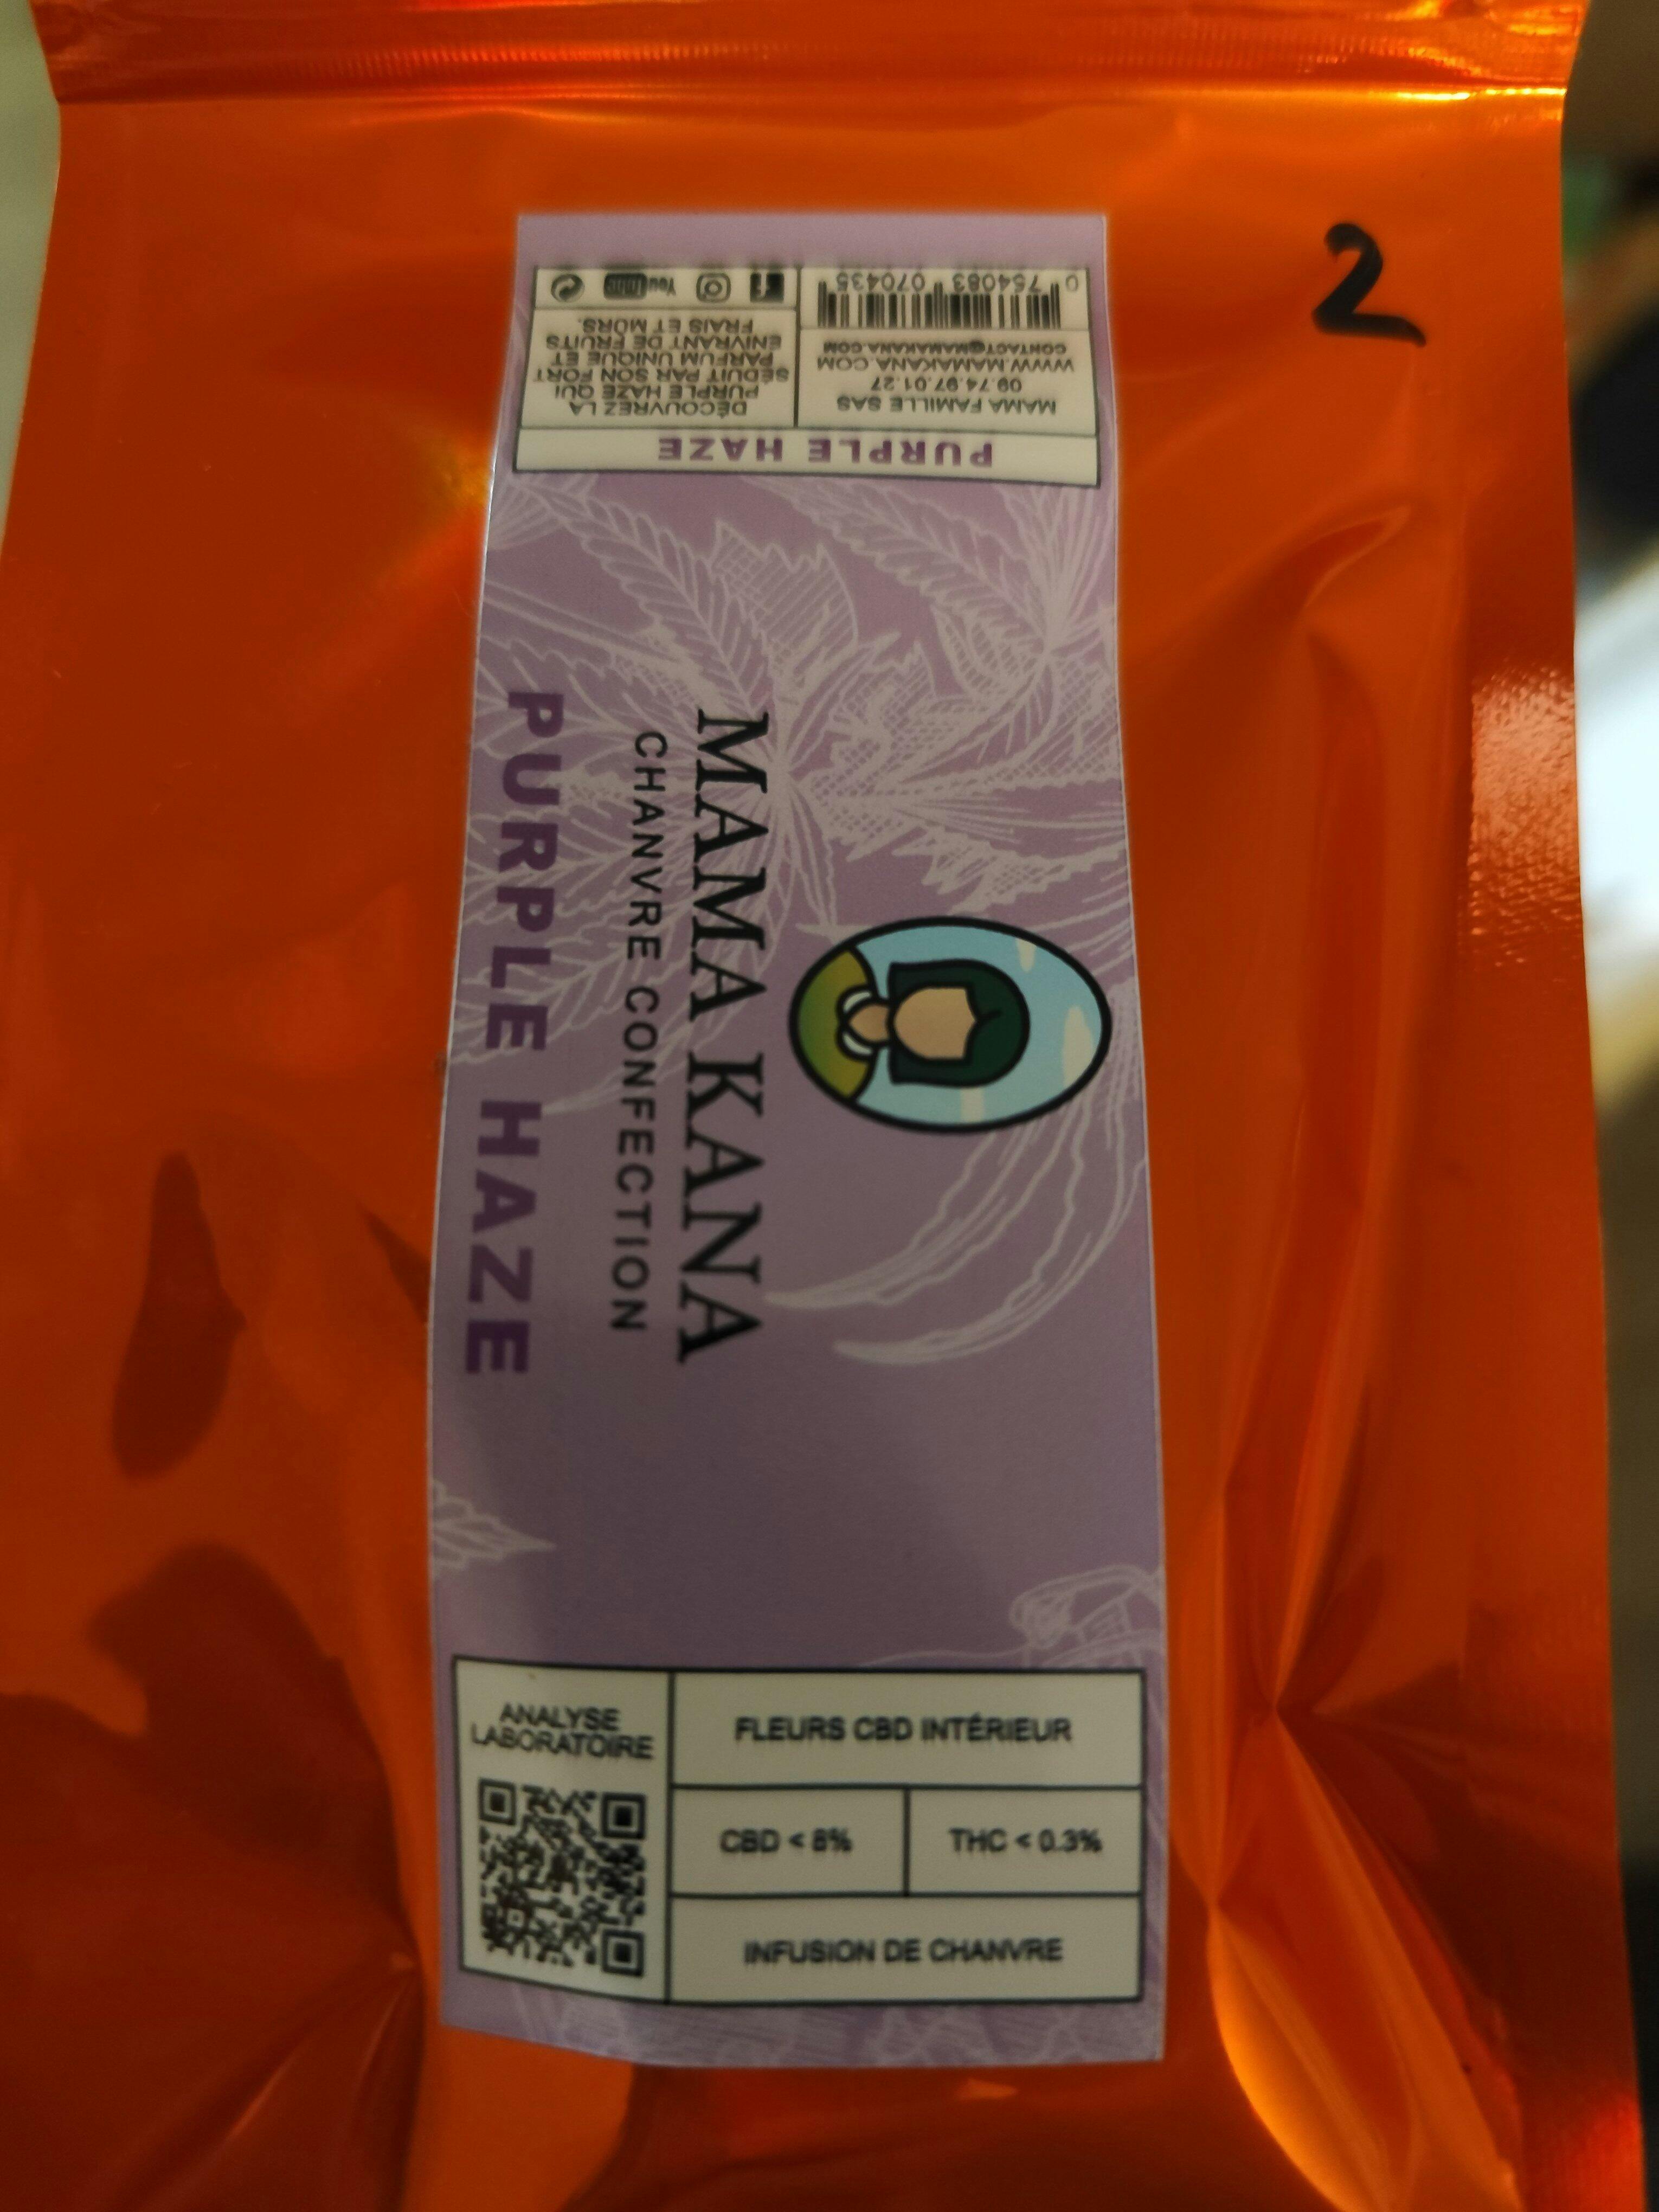 2
MAMA KANA
CHANVRE CONFECTION
PURPLE HAZE
PURPLE HAZE
DÉCOUVREZ LA
PURPLE HAZE QUI
SÉDUIT PAR SON FORT
PARFUM UNIQUE ET
ENIVRANT DE FRUITS
FRAIS ET MÛRS.
You Tube
MAMA FAMILLE SAS
09.74.97.01.27
WWW.MAMAKANA.COM
CONTACT@MAMAKANA.COM
0 754083 070435
ANALYSE
LABORATOIRE
FLEURS CBD INTÉRIEUR
CBD < 8%
THC < 0.3%
INFUSION DE CHANVRE